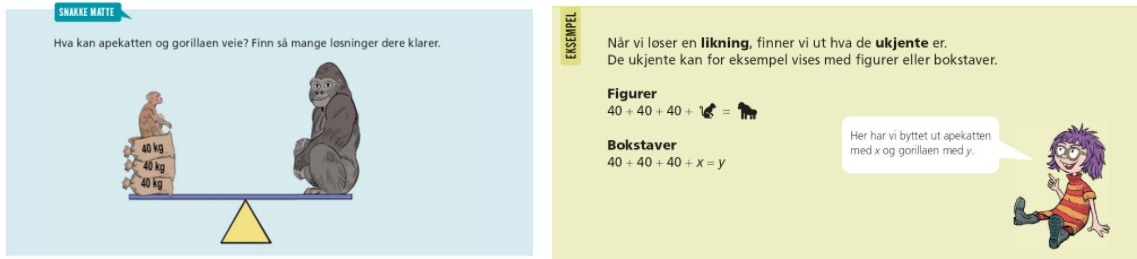 SNAKKE MATTE
Hva kan apekatten og gorillaen veie? Finn så mange løsninger dere klarer.
40 kg
40 kg
40 kg
EKSEMPEL
Når vi løser en likning, finner vi ut hva de ukjente er.
De ukjente kan for eksempel vises med figurer eller bokstaver.
Figurer
40 + 40 + 40 + =
Bokstaver
40 + 40 + 40 + x = y
Her har vi byttet ut apekatten
med x og gorillaen med y.